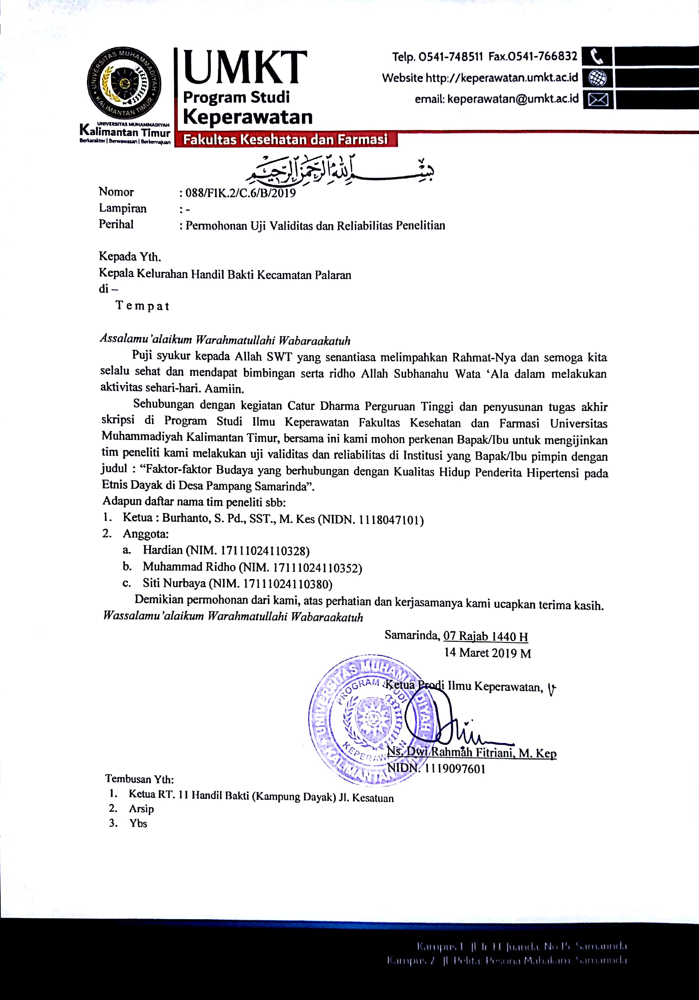 UNIVERSITAS MUHAMMADIYAH
KALIMANTAN TIMUR
UNIVERSITAS MUHAMMADIYAH
Kalimantan Timur
Berkarakter | Berwawasan | Berkemajuan
UMKT
Program Studi
Keperawatan
Fakultas Kesehatan dan Farmasi
Telp. 0541-748511 Fax.0541-766832
Website http://keperawatan.umkt.ac.id
email: keperawatan@umkt.ac.id
بِسْمِ اللهِ الرَّحْمٰنِ الرَّحِيْمِ
Nomor : 088/FIK.2/C.6/B/2019
Lampiran : -
Perihal : Permohonan Uji Validitas dan Reliabilitas Penelitian
Kepada Yth.
Kepala Kelurahan Handil Bakti Kecamatan Palaran
di –
T e m p a t
Assalamu’alaikum Warahmatullahi Wabaraakatuh
Puji syukur kepada Allah SWT yang senantiasa melimpahkan Rahmat-Nya dan semoga kita
selalu sehat dan mendapat bimbingan serta ridho Allah Subhanahu Wata ‘Ala dalam melakukan
aktivitas sehari-hari. Aamiin.
Sehubungan dengan kegiatan Catur Dharma Perguruan Tinggi dan penyusunan tugas akhir
skripsi di Program Studi Ilmu Keperawatan Fakultas Kesehatan dan Farmasi Universitas
Muhammadiyah Kalimantan Timur, bersama ini kami mohon perkenan Bapak/Ibu untuk mengijinkan
tim peneliti kami melakukan uji validitas dan reliabilitas di Institusi yang Bapak/Ibu pimpin dengan
judul : “Faktor-faktor Budaya yang berhubungan dengan Kualitas Hidup Penderita Hipertensi pada
Etnis Dayak di Desa Pampang Samarinda”.
Adapun daftar nama tim peneliti sbb:
1. Ketua : Burhanto, S. Pd., SST., M. Kes (NIDN. 1118047101)
2. Anggota:
a. Hardian (NIM. 17111024110328)
b. Muhammad Ridho (NIM. 17111024110352)
c. Siti Nurbaya (NIM. 17111024110380)
Demikian permohonan dari kami, atas perhatian dan kerjasamanya kami ucapkan terima kasih.
Wassalamu’alaikum Warahmatullahi Wabaraakatuh
Samarinda, 07 Rajab 1440 H
14 Maret 2019 M
Ketua Prodi Ilmu Keperawatan,
UNIVERSITAS MUHAMMADIYAH
PROGRAM STUDI
KEPERAWATAN
KALIMANTAN TIMUR
Ns. Dwi Rahmah Fitriani, M. Kep
NIDN. 1119097601
Tembusan Yth:
1. Ketua RT. 11 Handil Bakti (Kampung Dayak) Jl. Kesatuan
2. Arsip
3. Ybs
Kampus 1 Jl Ir H Juanda, No 15, Samarinda
Kampus 2 Jl Pelita, Pesona Mahakam, Samarinda